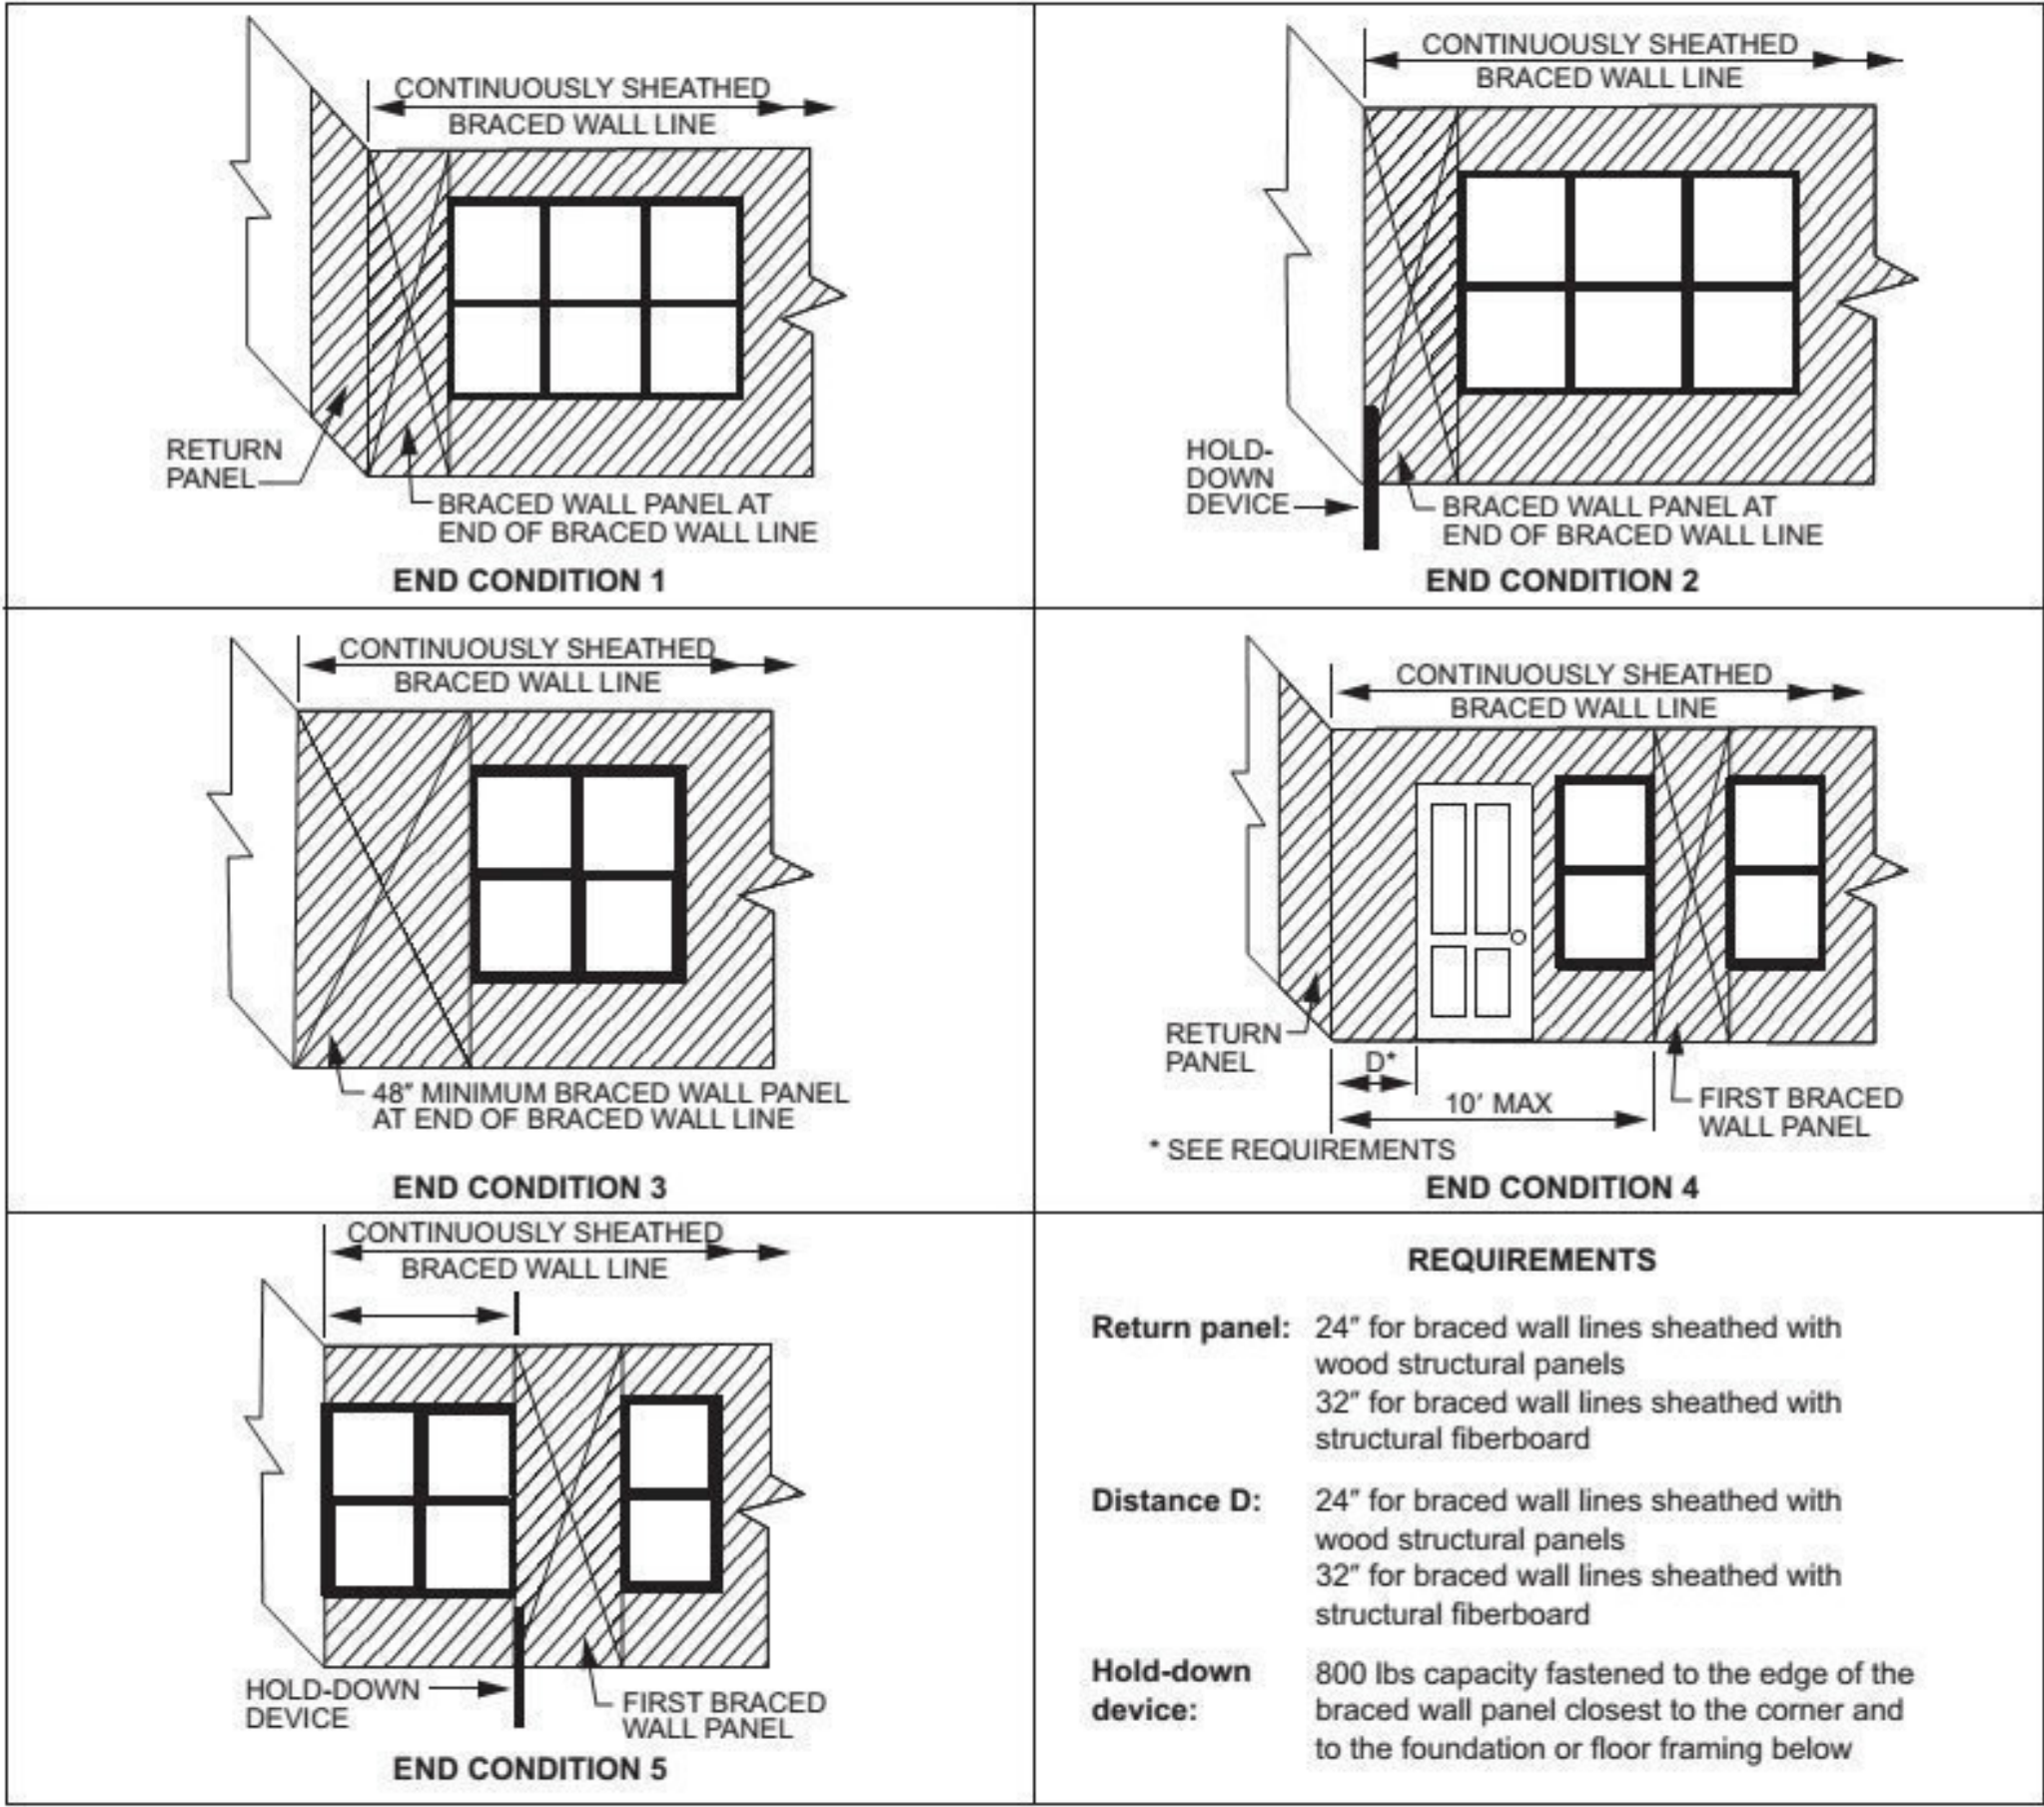 CONTINUOUSLY SHEATHED
BRACED WALL LINE
RETURN
PANEL
BRACED WALL PANEL AT
END OF BRACED WALL LINE
END CONDITION 1
CONTINUOUSLY SHEATHED
BRACED WALL LINE
HOLD-
DOWN
DEVICE
BRACED WALL PANEL AT
END OF BRACED WALL LINE
END CONDITION 2
CONTINUOUSLY SHEATHED
BRACED WALL LINE
48″ MINIMUM BRACED WALL PANEL
AT END OF BRACED WALL LINE
END CONDITION 3
CONTINUOUSLY SHEATHED
BRACED WALL LINE
RETURN
PANEL
D*
10′ MAX
FIRST BRACED
WALL PANEL
* SEE REQUIREMENTS
END CONDITION 4
CONTINUOUSLY SHEATHED
BRACED WALL LINE
HOLD-DOWN
DEVICE
FIRST BRACED
WALL PANEL
END CONDITION 5
REQUIREMENTS
Return panel: 24″ for braced wall lines sheathed with
wood structural panels
32″ for braced wall lines sheathed with
structural fiberboard
Distance D: 24″ for braced wall lines sheathed with
wood structural panels
32″ for braced wall lines sheathed with
structural fiberboard
Hold-down 800 lbs capacity fastened to the edge of the
device: braced wall panel closest to the corner and
to the foundation or floor framing below